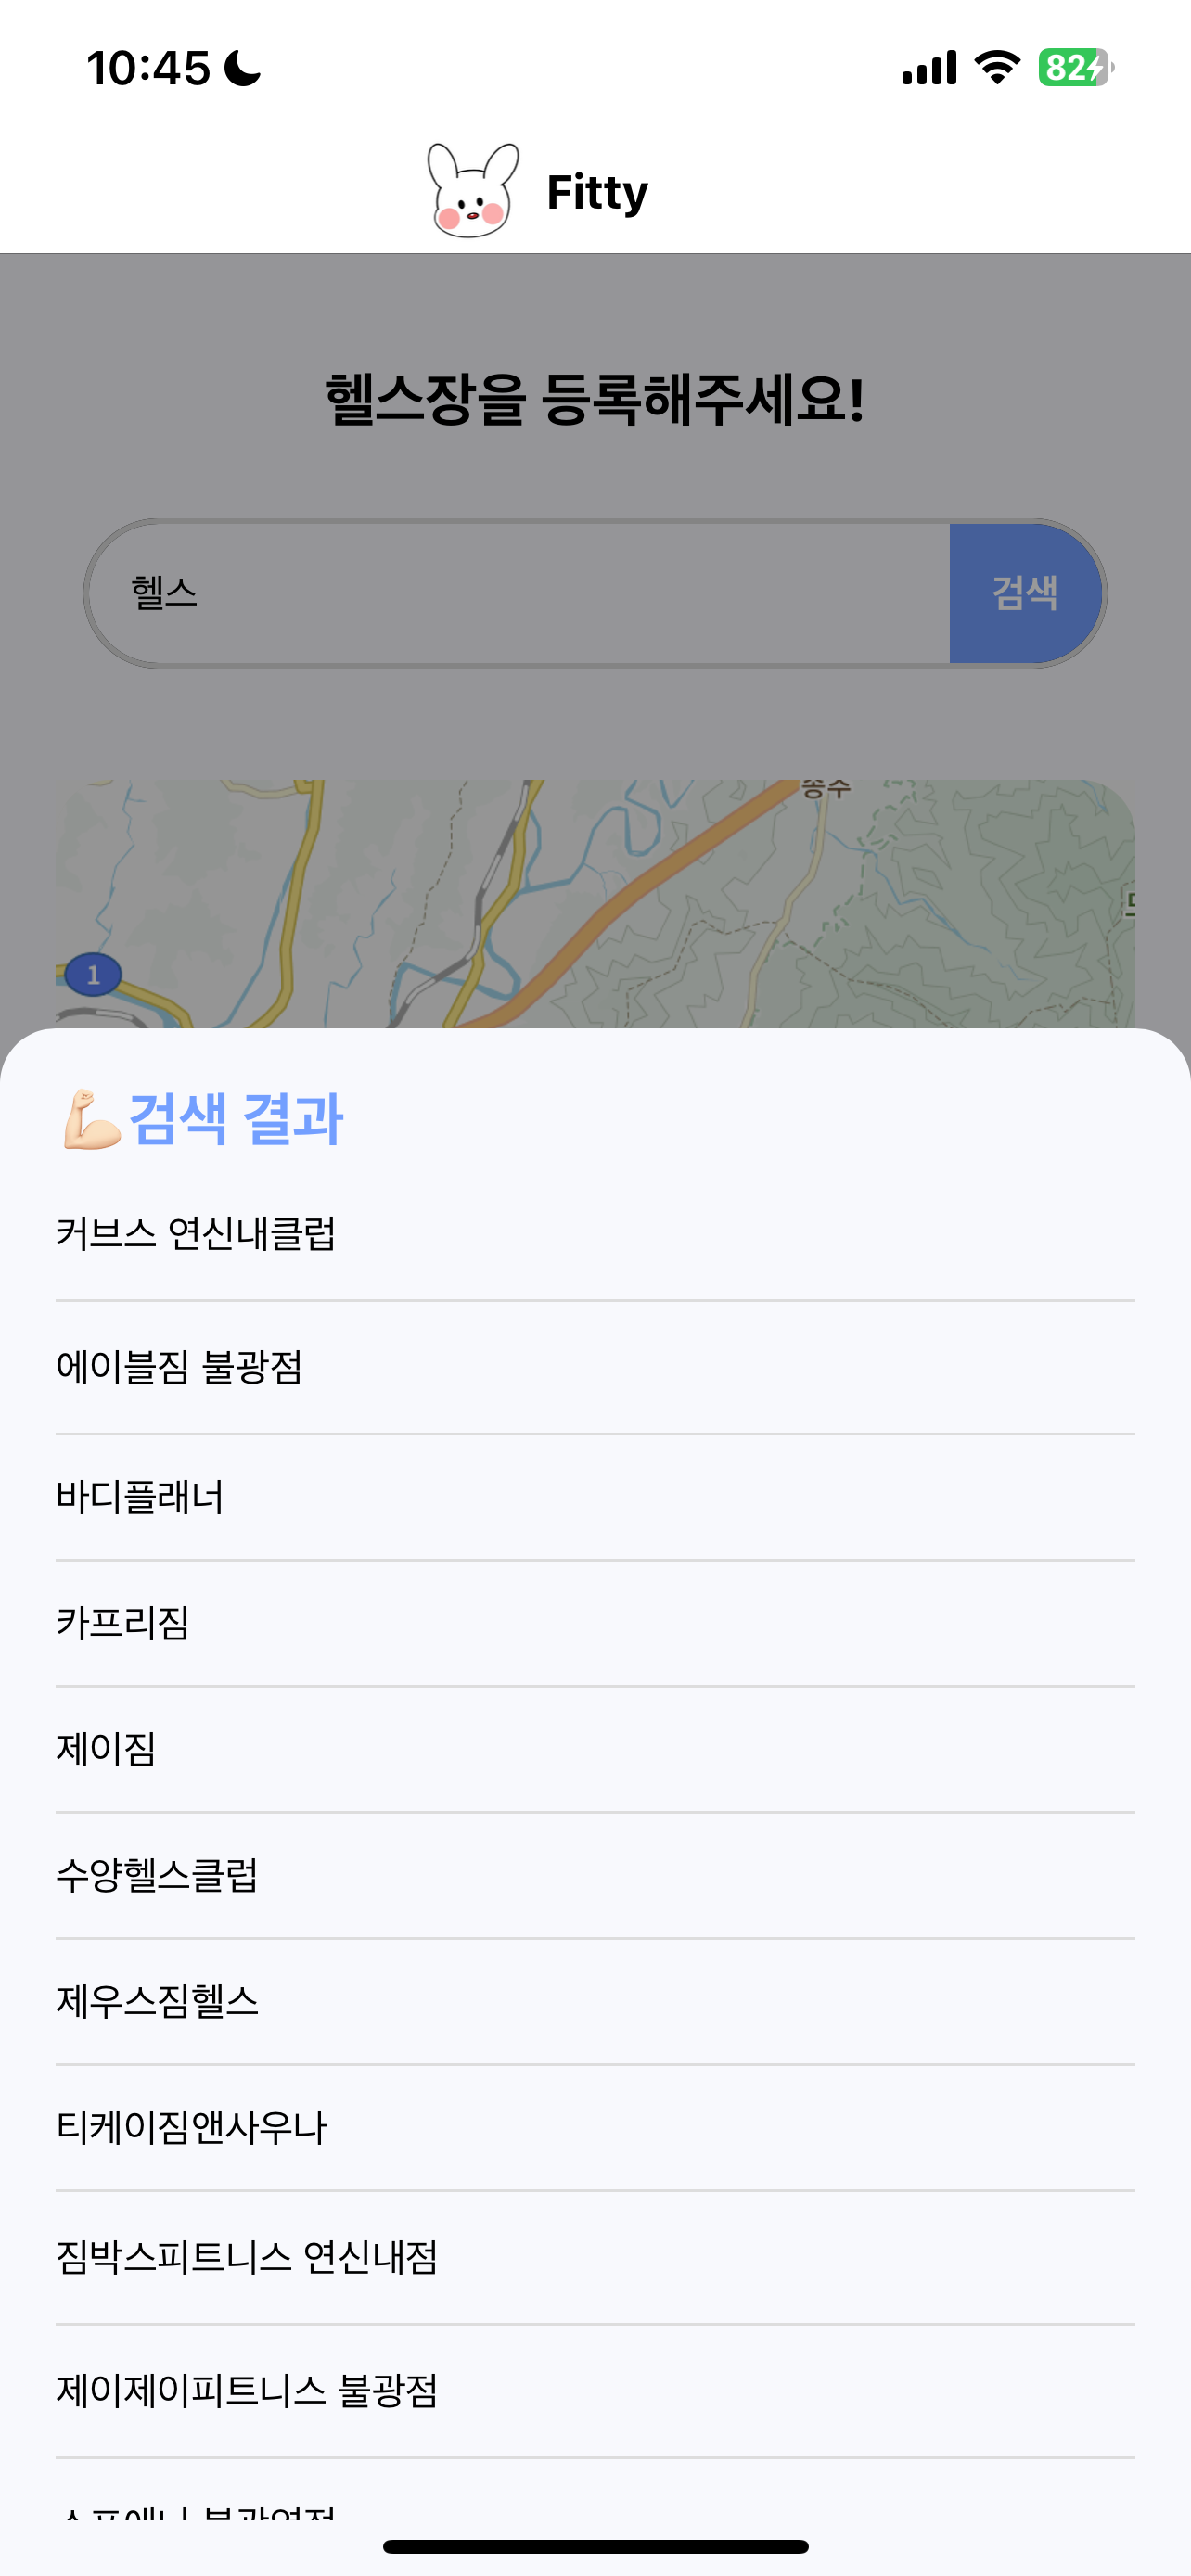 10:45
82
Fitty
헬스장을 등록해주세요!
헬스
검색
1
검색 결과
커브스 연신내클럽
에이블짐 불광점
바디플래너
카프리짐
제이짐
수양헬스클럽
제우스짐헬스
티케이짐앤사우나
짐박스피트니스 연신내점
제이제이피트니스 불광점